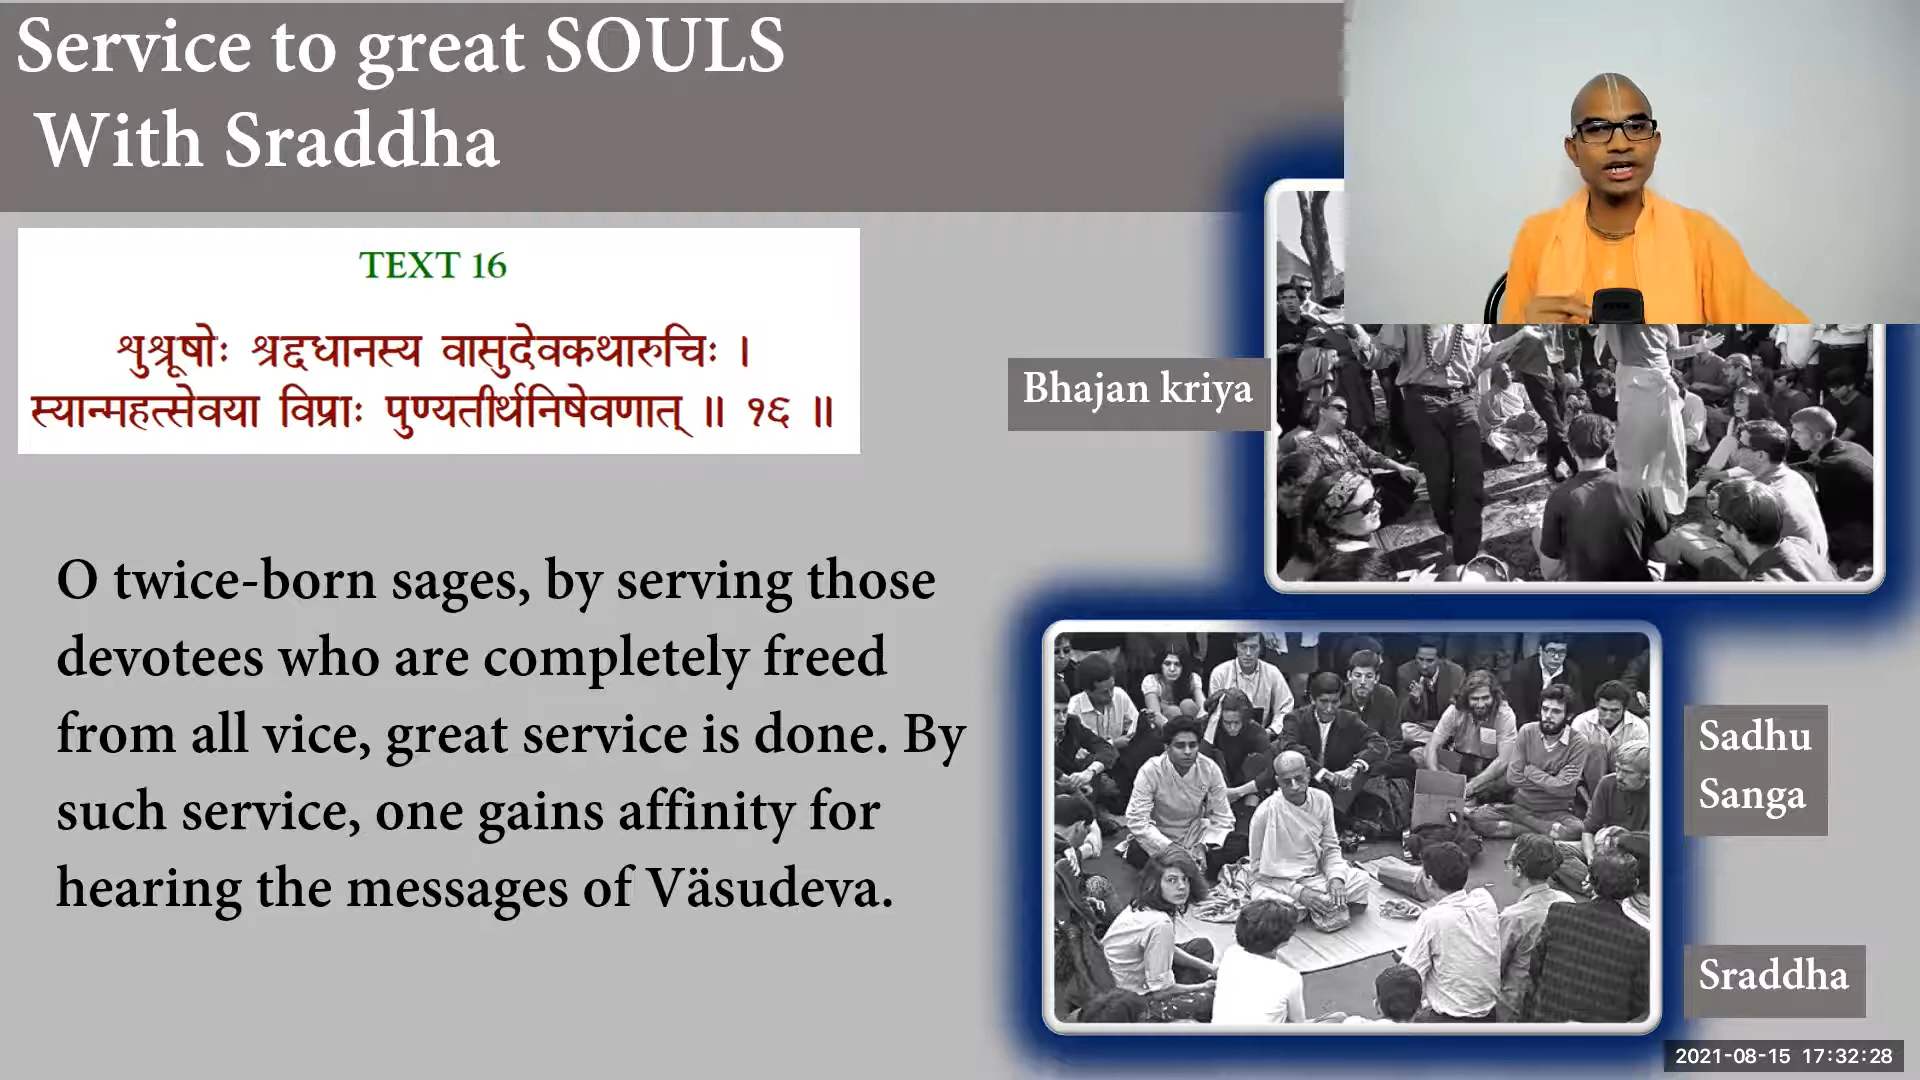 Service to great SOULS
With Sraddha
TEXT 16
शुश्रूषोः श्रद्दधानस्य वासुदेवकथारुचिः ।
स्यान्महत्सेवया विप्राः पुण्यतीर्थनिषेवणात् ॥ १६ ॥
O twice-born sages, by serving those
devotees who are completely freed
from all vice, great service is done. By
such service, one gains affinity for
hearing the messages of Väsudeva.
Bhajan kriya
Sadhu
Sanga
Sraddha
2021-08-15 17:32:28